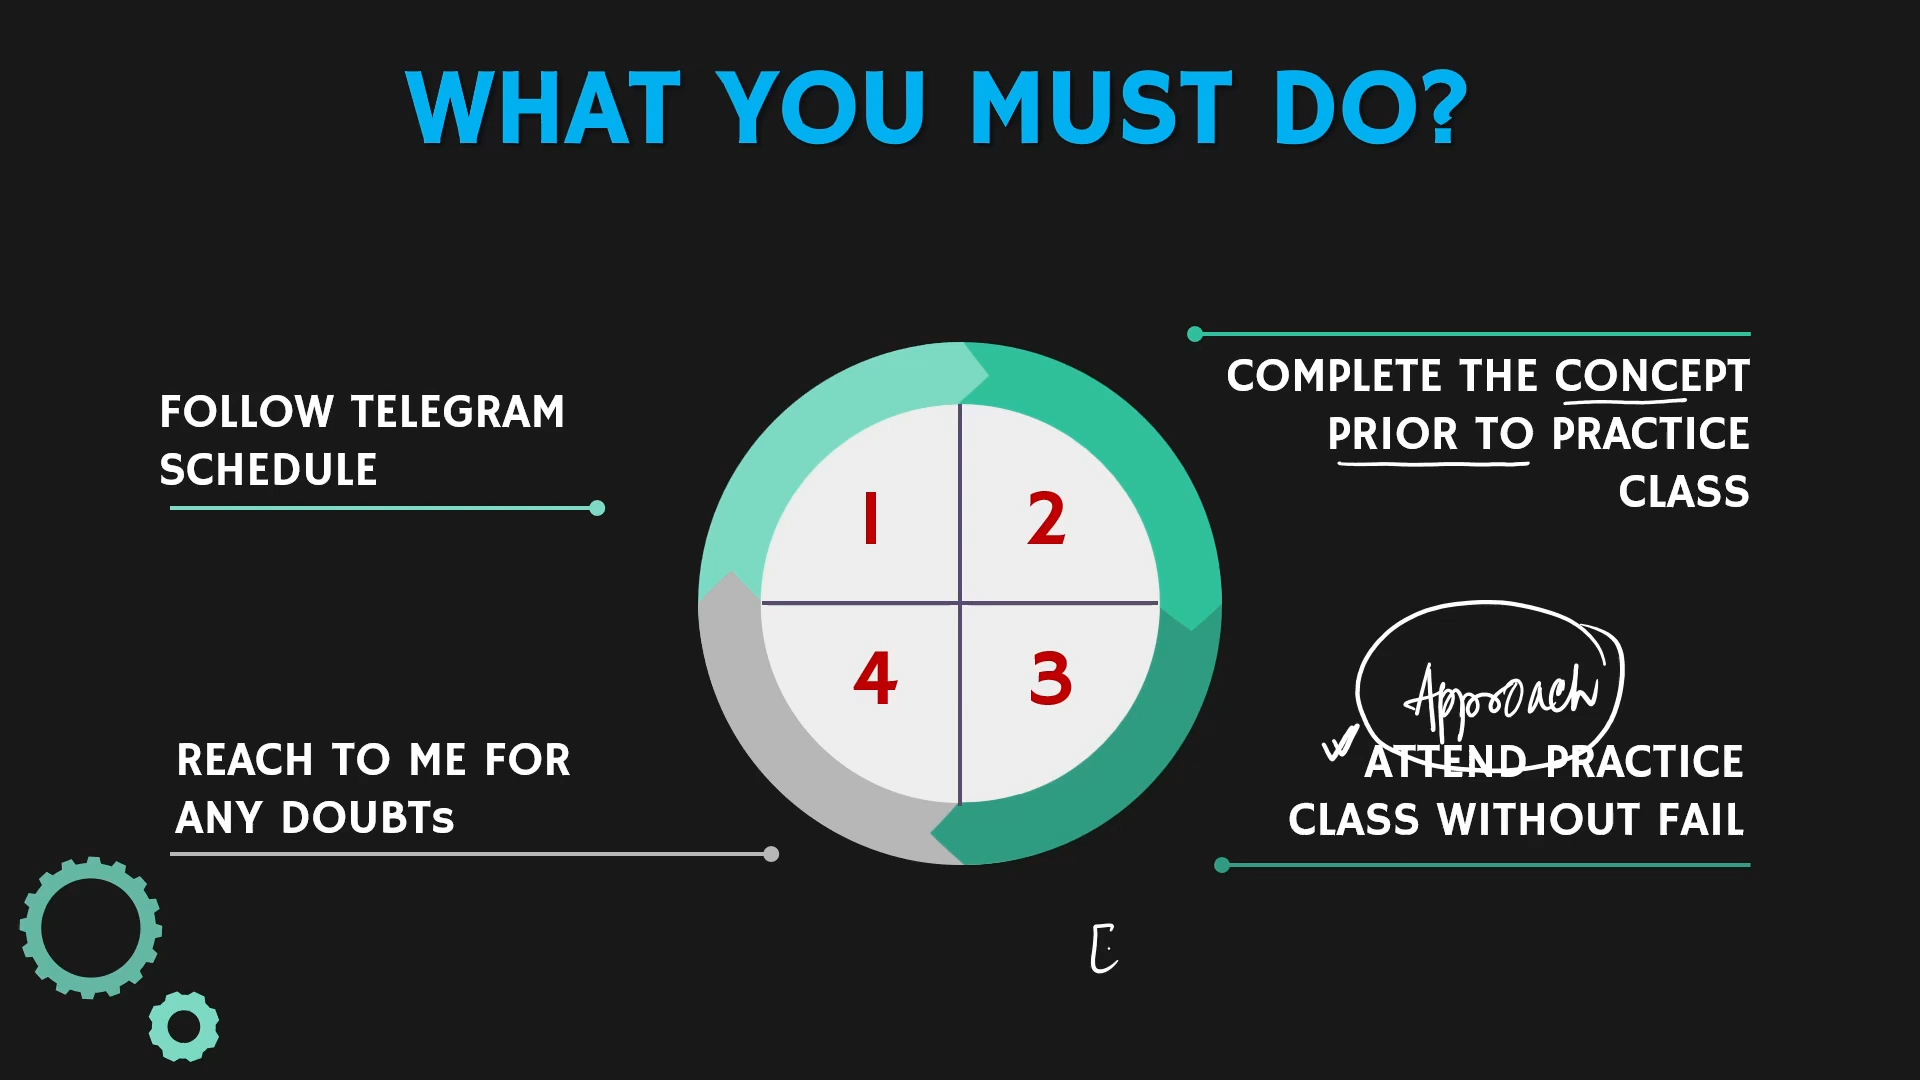 WHAT YOU MUST DO?
FOLLOW TELEGRAM
SCHEDULE
COMPLETE THE CONCEPT
PRIOR TO PRACTICE
CLASS
1
2
4
3
Approach
ATTEND PRACTICE
CLASS WITHOUT FAIL
REACH TO ME FOR
ANY DOUBTs